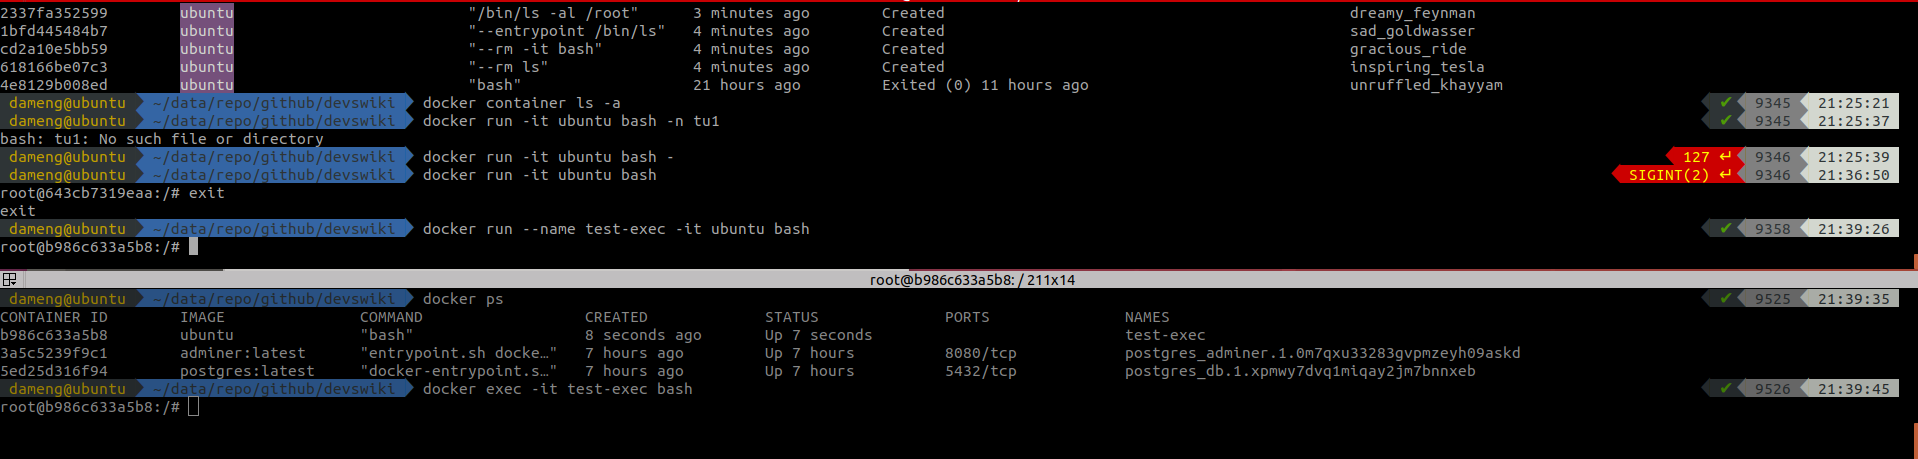 2337fa352599 ubuntu "/bin/ls -al /root" 3 minutes ago Created dreamy_feynman
1bfd445484b7 ubuntu "--entrypoint /bin/ls" 4 minutes ago Created sad_goldwasser
cd2a10e5bb59 ubuntu "--rm -it bash" 4 minutes ago Created gracious_ride
618166be07c3 ubuntu "--rm ls" 4 minutes ago Created inspiring_tesla
4e8129b008ed ubuntu "bash" 21 hours ago Exited (0) 11 hours ago unruffled_khayyam
dameng@ubuntu ~/data/repo/github/devswiki docker container ls -a ✔ 9345 21:25:21
dameng@ubuntu ~/data/repo/github/devswiki docker run -it ubuntu bash -n tu1 ✔ 9345 21:25:37
bash: tu1: No such file or directory
dameng@ubuntu ~/data/repo/github/devswiki docker run -it ubuntu bash - 127 ↵ 9346 21:25:39
dameng@ubuntu ~/data/repo/github/devswiki docker run -it ubuntu bash SIGINT(2) ↵ 9346 21:36:50
root@643cb7319eaa:/# exit
exit
dameng@ubuntu ~/data/repo/github/devswiki docker run --name test-exec -it ubuntu bash ✔ 9358 21:39:26
root@b986c633a5b8:/#
root@b986c633a5b8: / 211x14
dameng@ubuntu ~/data/repo/github/devswiki docker ps ✔ 9525 21:39:35
CONTAINER ID IMAGE COMMAND CREATED STATUS PORTS NAMES
b986c633a5b8 ubuntu "bash" 8 seconds ago Up 7 seconds test-exec
3a5c5239f9c1 adminer:latest "entrypoint.sh docke…" 7 hours ago Up 7 hours 8080/tcp postgres_adminer.1.0m7qxu33283gvpmzeyh09askd
5ed25d316f94 postgres:latest "docker-entrypoint.s…" 7 hours ago Up 7 hours 5432/tcp postgres_db.1.xpmwy7dvq1miqay2jm7bnnxeb
dameng@ubuntu ~/data/repo/github/devswiki docker exec -it test-exec bash ✔ 9526 21:39:45
root@b986c633a5b8:/#